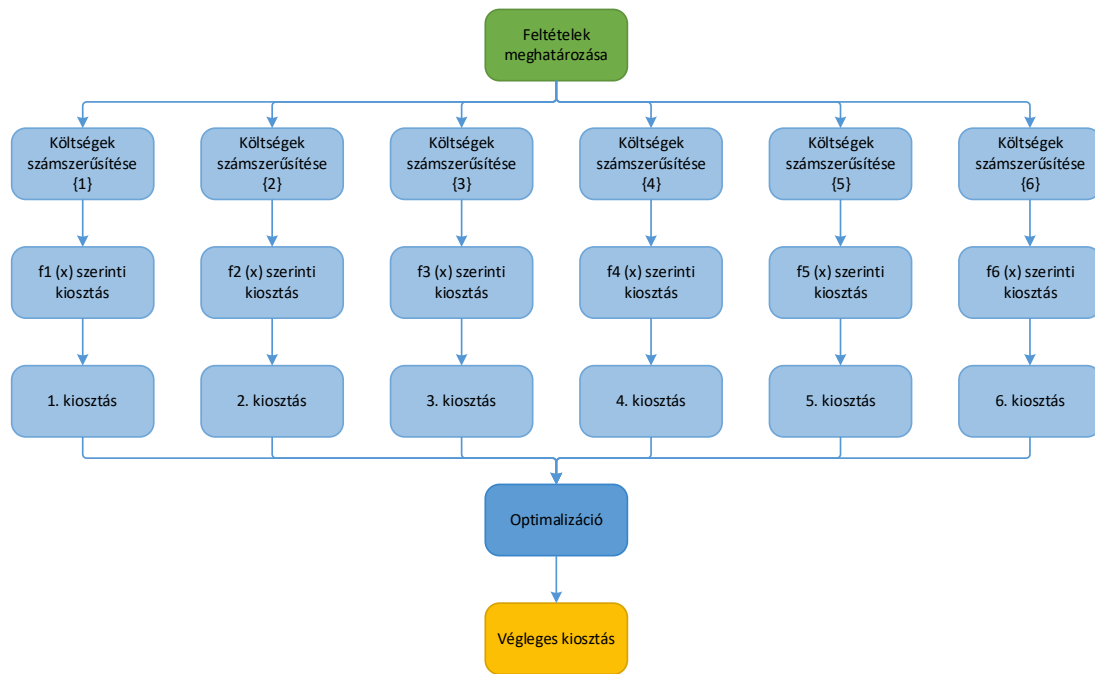 Feltételek
meghatározása
Költségek
számszerűsítése
{1}
Költségek
számszerűsítése
{2}
Költségek
számszerűsítése
{3}
Költségek
számszerűsítése
{4}
Költségek
számszerűsítése
{5}
Költségek
számszerűsítése
{6}
f1 (x) szerinti
kiosztás
f2 (x) szerinti
kiosztás
f3 (x) szerinti
kiosztás
f4 (x) szerinti
kiosztás
f5 (x) szerinti
kiosztás
f6 (x) szerinti
kiosztás
1. kiosztás
2. kiosztás
3. kiosztás
4. kiosztás
5. kiosztás
6. kiosztás
Optimalizáció
Végleges kiosztás